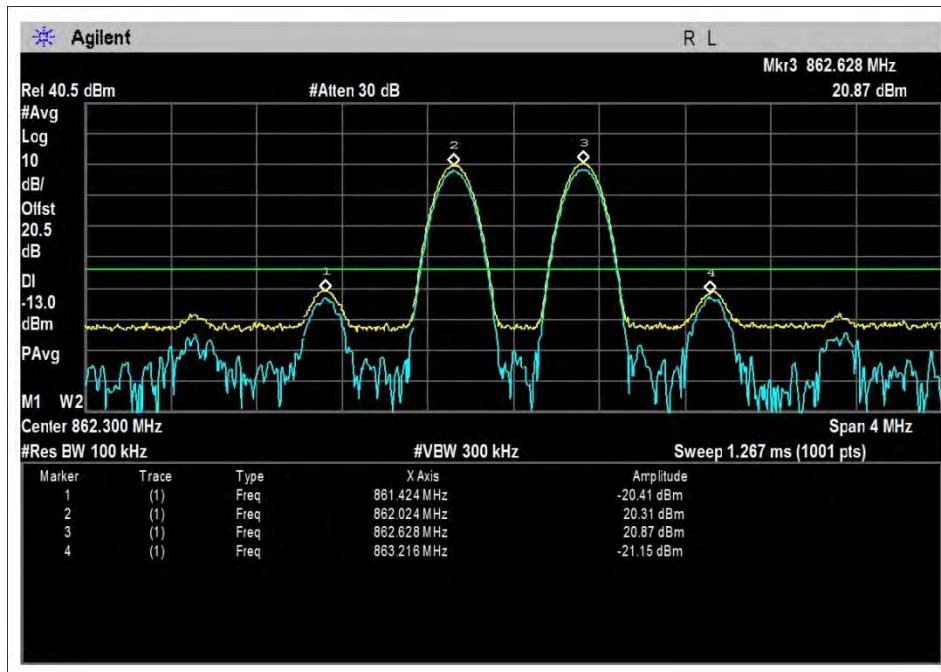 Agilent
R L
Mkr3 862.628 MHz
Rel 40.5 dBm
#Atten 30 dB
20.87 dBm
#Avg
Log
10
dB/
Offst
20.5
dB
DI
-13.0
dBm
PAvg
M1 W2
1
2
3
4
Center 862.300 MHz
Span 4 MHz
#Res BW 100 kHz
#VBW 300 kHz
Sweep 1.267 ms (1001 pts)
Marker Trace Type X Axis Amplitude
1 (1) Freq 861.424 MHz -20.41 dBm
2 (1) Freq 862.024 MHz 20.31 dBm
3 (1) Freq 862.628 MHz 20.87 dBm
4 (1) Freq 863.216 MHz -21.15 dBm